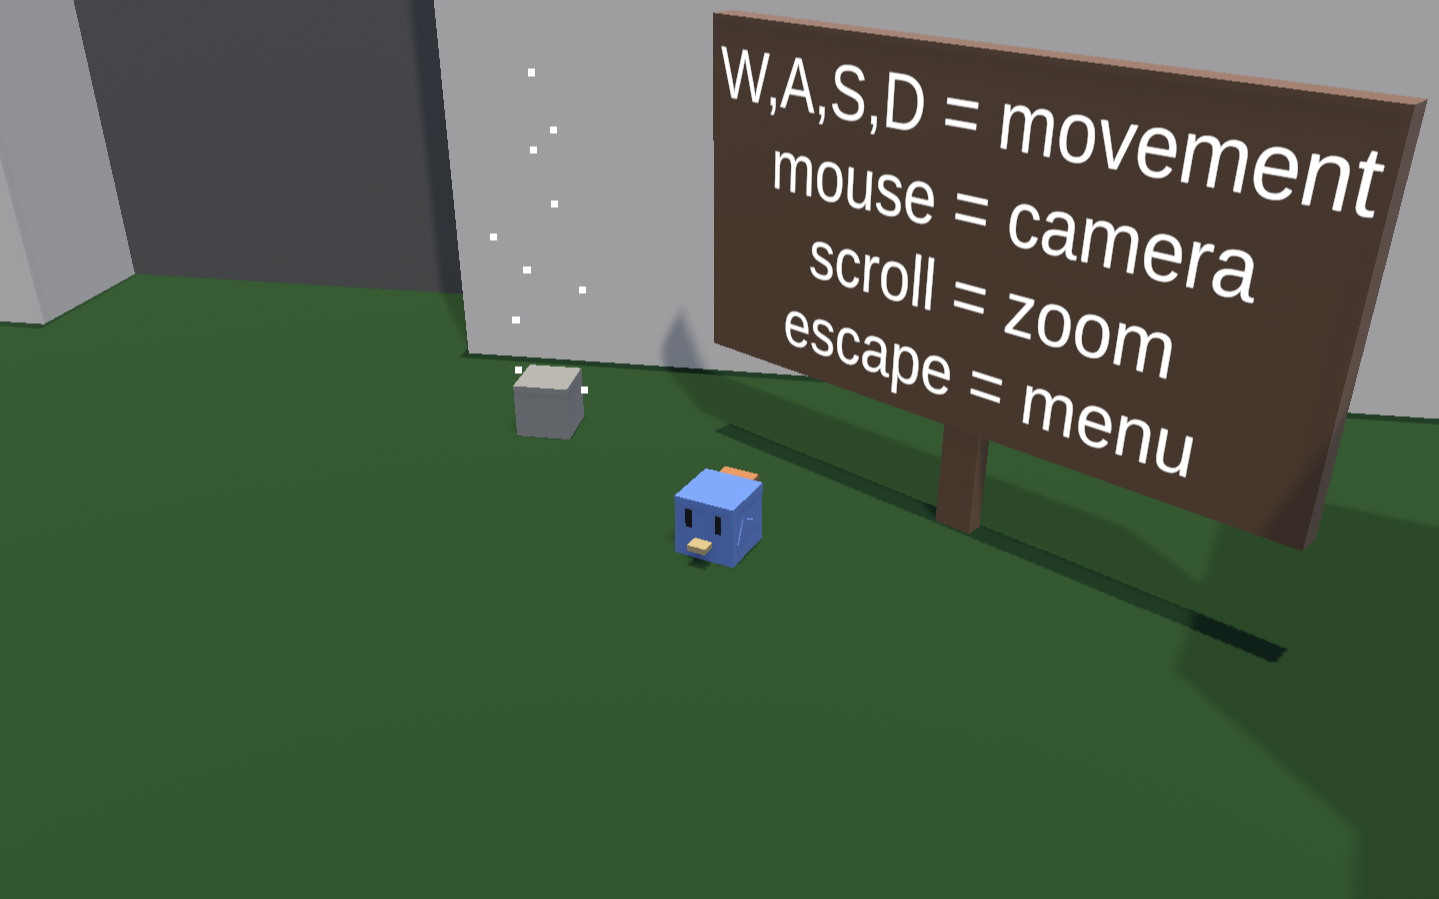 W,A,S,D = movement
mouse = camera
scroll = zoom
escape = menu